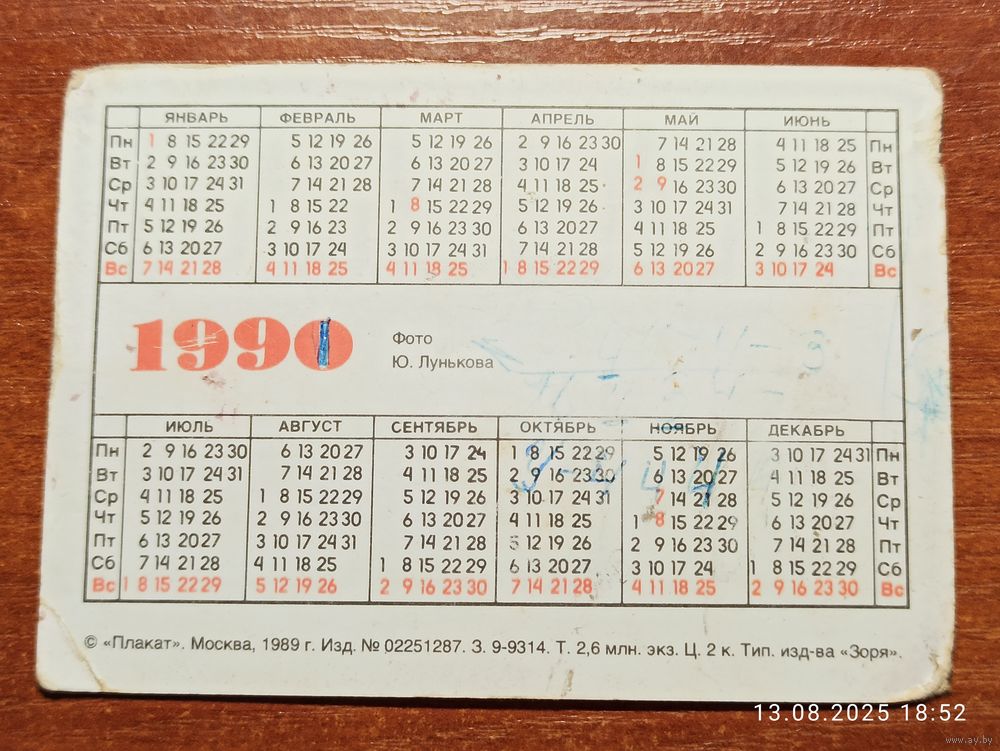 ЯНВАРЬ ФЕВРАЛЬ МАРТ АПРЕЛЬ МАЙ ИЮНЬ
Пн 1 8 15 22 29 5 12 19 26 5 12 19 26 2 9 16 23 30 7 14 21 28 4 11 18 25 Пн
Вт 2 9 16 23 30 6 13 20 27 6 13 20 27 3 10 17 24 1 8 15 22 29 5 12 19 26 Вт
Ср 3 10 17 24 31 7 14 21 28 7 14 21 28 4 11 18 25 2 9 16 23 30 6 13 20 27 Ср
Чт 4 11 18 25 1 8 15 22 1 8 15 22 29 5 12 19 26 3 10 17 24 31 7 14 21 28 Чт
Пт 5 12 19 26 2 9 16 23 2 9 16 23 30 6 13 20 27 4 11 18 25 1 8 15 22 29 Пт
Сб 6 13 20 27 3 10 17 24 3 10 17 24 31 7 14 21 28 5 12 19 26 2 9 16 23 30 Сб
Вс 7 14 21 28 4 11 18 25 4 11 18 25 1 8 15 22 29 6 13 20 27 3 10 17 24 Вс
1990
Фото
Ю. Лунькова
ИЮЛЬ АВГУСТ СЕНТЯБРЬ ОКТЯБРЬ НОЯБРЬ ДЕКАБРЬ
Пн 2 9 16 23 30 6 13 20 27 3 10 17 24 1 8 15 22 29 5 12 19 26 3 10 17 24 31 Пн
Вт 3 10 17 24 31 7 14 21 28 4 11 18 25 2 9 16 23 30 6 13 20 27 4 11 18 25 Вт
Ср 4 11 18 25 1 8 15 22 29 5 12 19 26 3 10 17 24 31 7 14 21 28 5 12 19 26 Ср
Чт 5 12 19 26 2 9 16 23 30 6 13 20 27 4 11 18 25 1 8 15 22 29 6 13 20 27 Чт
Пт 6 13 20 27 3 10 17 24 31 7 14 21 28 5 12 19 26 2 9 16 23 30 7 14 21 28 Пт
Сб 7 14 21 28 4 11 18 25 1 8 15 22 29 6 13 20 27 3 10 17 24 1 8 15 22 29 Сб
Вс 1 8 15 22 29 5 12 19 26 2 9 16 23 30 7 14 21 28 4 11 18 25 2 9 16 23 30 Вс
© «Плакат». Москва, 1989 г. Изд. № 02251287. З. 9-9314. Т. 2,6 млн. экз. Ц. 2 к. Тип. изд-ва «Зоря».
13.08.2025 18:52
www.ay.by